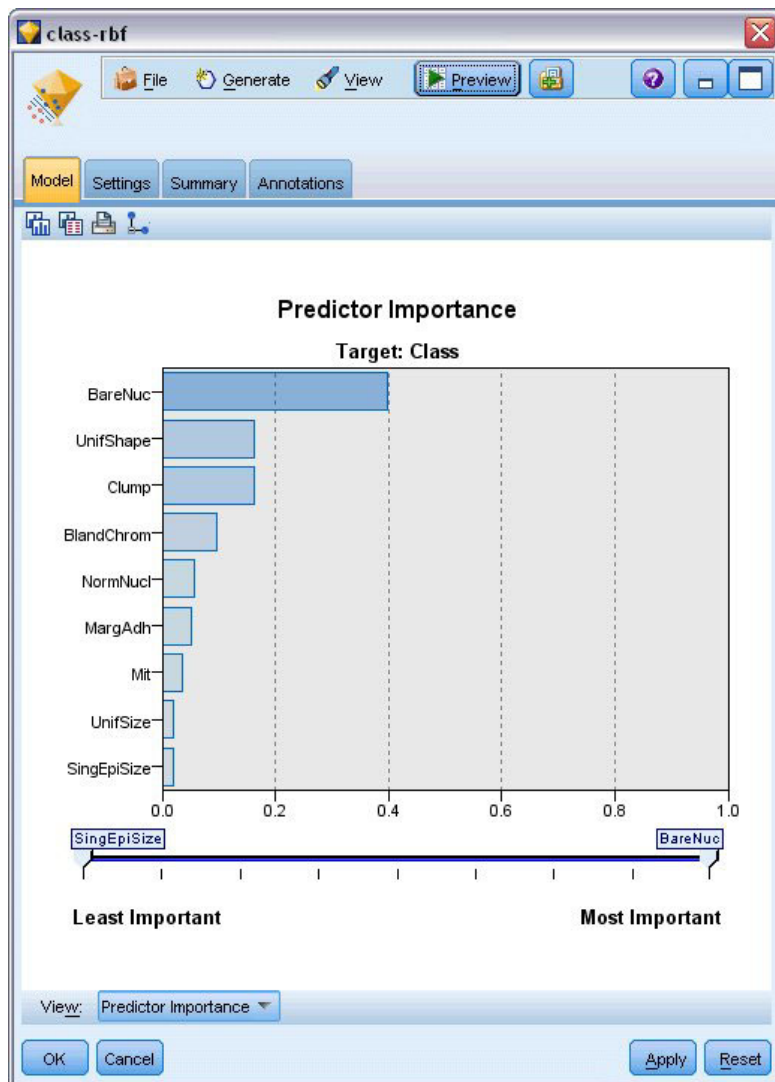 class-rbf
File Generate View Preview
Model Settings Summary Annotations
Predictor Importance
Target: Class
BareNuc
UnifShape
Clump
BlandChrom
NormNucl
MargAdh
Mit
UnifSize
SingEpiSize
0.0 0.2 0.4 0.6 0.8 1.0
SingEpiSize BareNuc
Least Important Most Important
View: Predictor Importance
OK Cancel Apply Reset